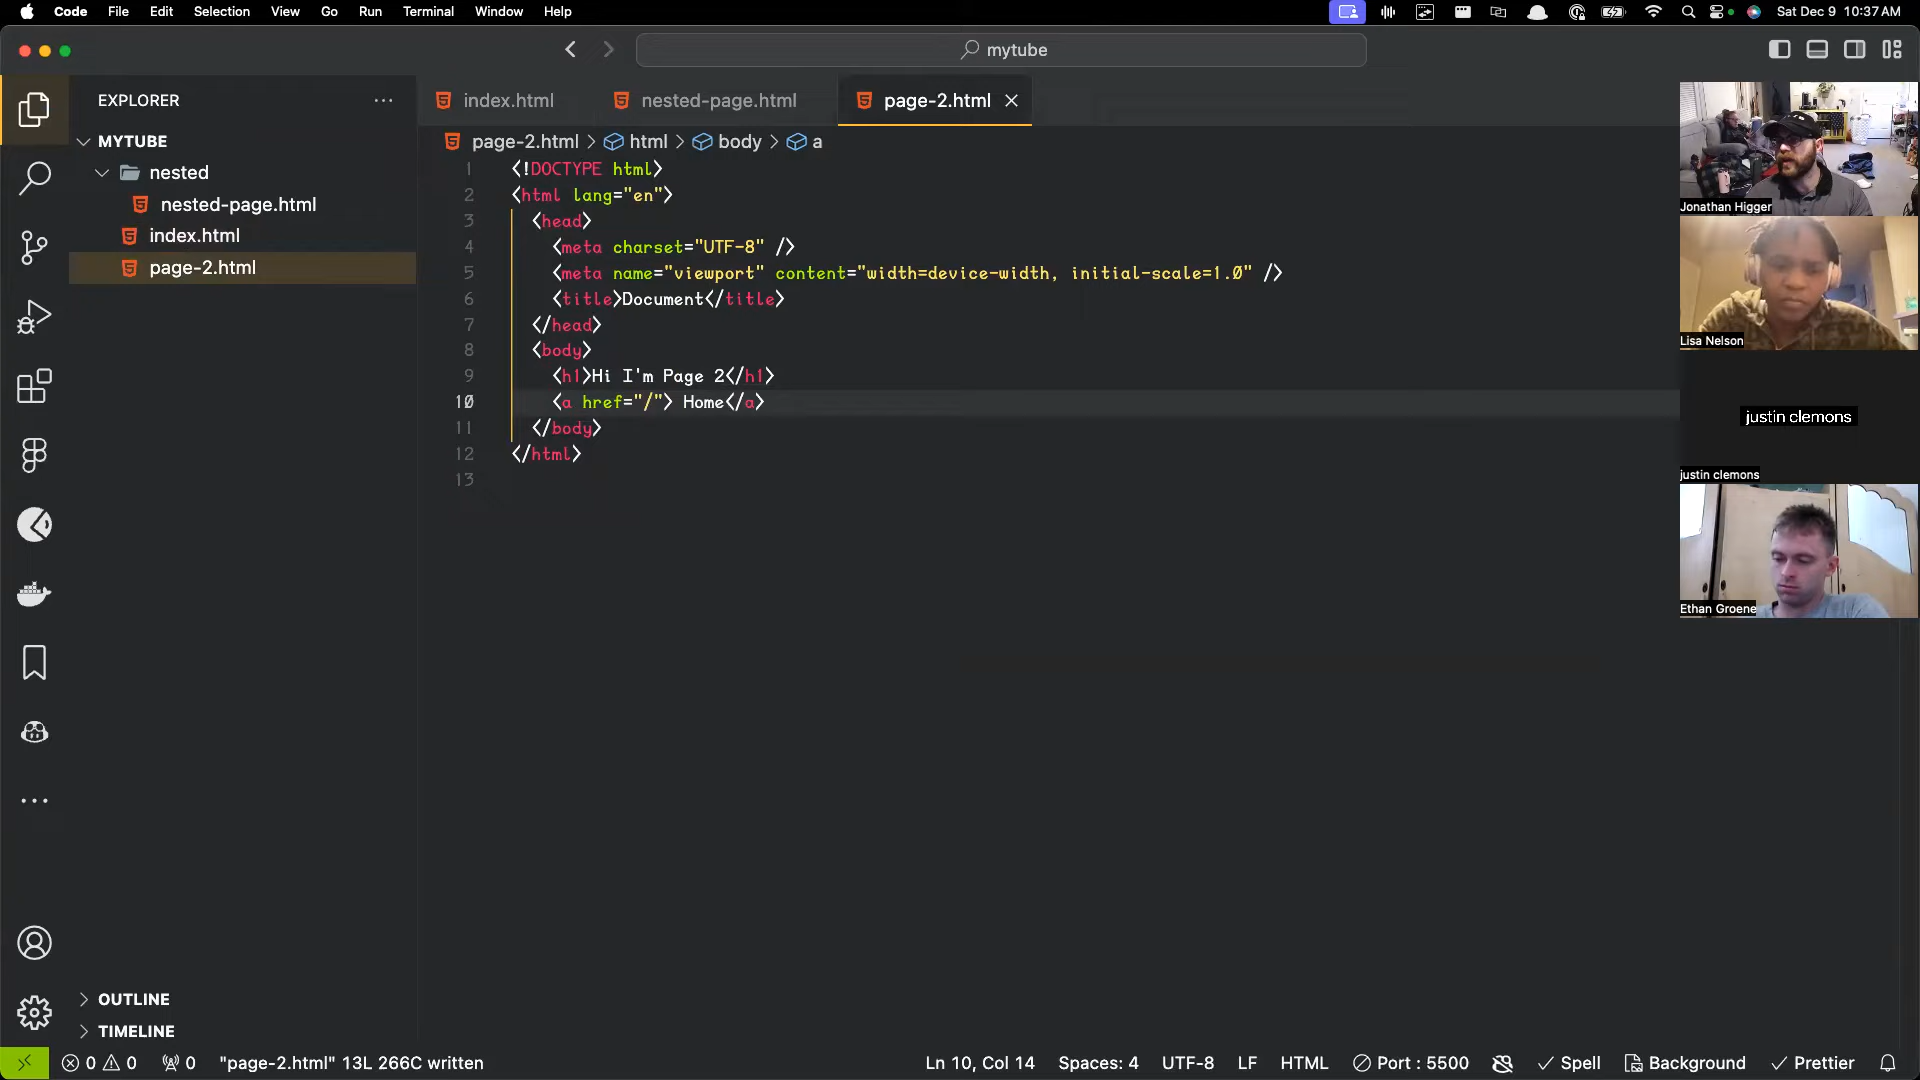 Code File Edit Selection View Go Run Terminal Window Help
Sat Dec 9 10:37 AM
mytube
EXPLORER
MYTUBE
nested
nested-page.html
index.html
page-2.html
OUTLINE
TIMELINE
index.html nested-page.html page-2.html
page-2.html > html > body > a
1 <!DOCTYPE html>
2 <html lang="en">
3 <head>
4 <meta charset="UTF-8" />
5 <meta name="viewport" content="width=device-width, initial-scale=1.0" />
6 <title>Document</title>
7 </head>
8 <body>
9 <h1>Hi I'm Page 2</h1>
10 <a href="/"> Home</a>
11 </body>
12 </html>
13
Jonathan Higger
Lisa Nelson
justin clemons
justin clemons
Ethan Groene
0 0 0 "page-2.html" 13L 266C written
Ln 10, Col 14 Spaces: 4 UTF-8 LF HTML Port : 5500 Spell Background Prettier